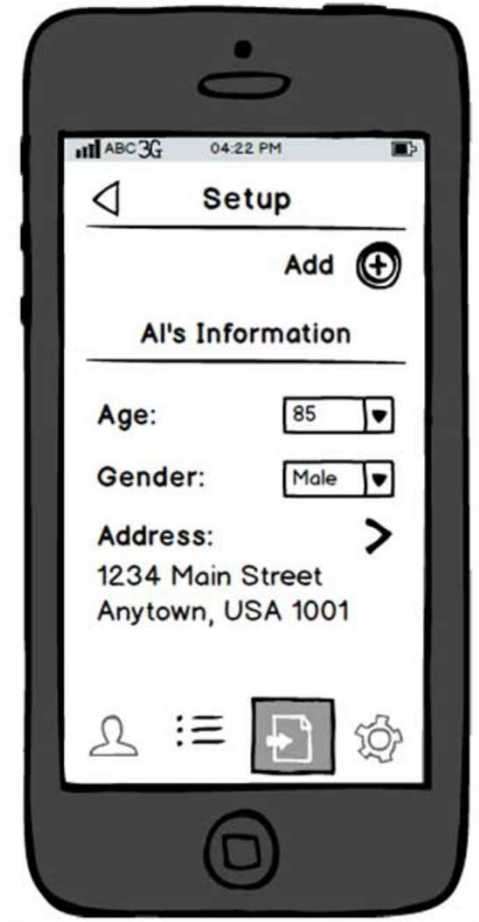 ABC 3G 04:22 PM
Setup
Add
Al's Information
Age: 85
Gender: Male
Address:
1234 Main Street
Anytown, USA 1001